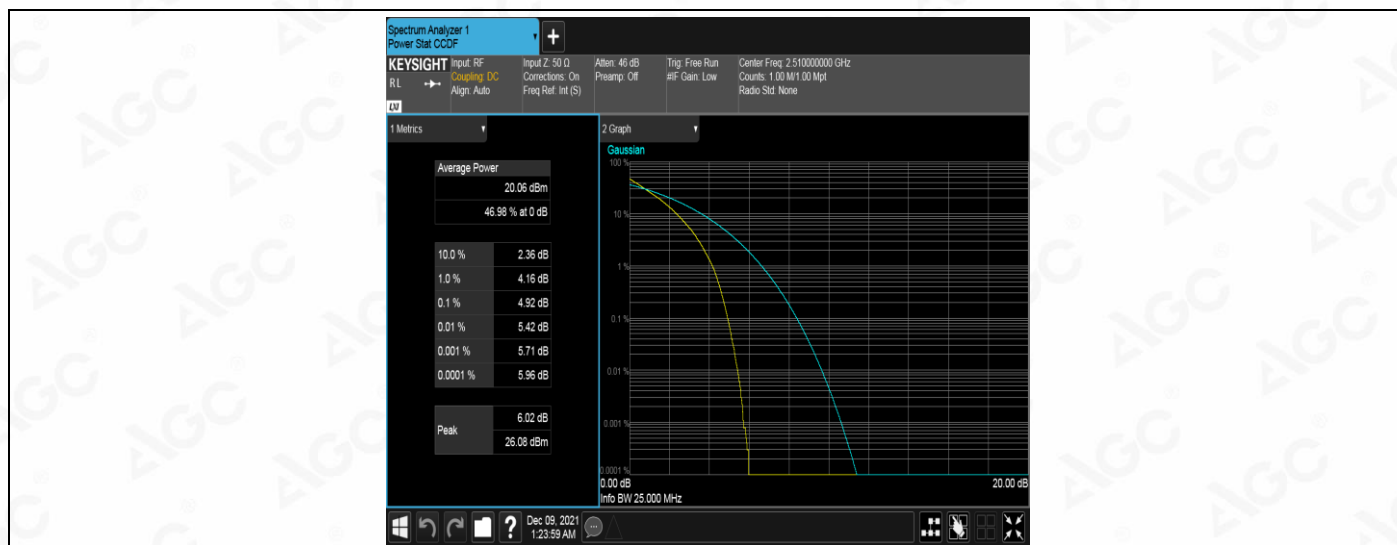 Spectrum Analyzer 1
Power Stat CCDF
KEYSIGHT
RL
LXI
Input: RF
Coupling: DC
Align: Auto
Input Z: 50 Ω
Corrections: On
Freq Ref: Int (S)
Atten: 46 dB
Preamp: Off
Trig: Free Run
#IF Gain: Low
Center Freq: 2.510000000 GHz
Counts: 1.00 M/1.00 Mpt
Radio Std: None
1 Metrics
Average Power
20.06 dBm
46.98 % at 0 dB
10.0 % 2.36 dB
1.0 % 4.16 dB
0.1 % 4.92 dB
0.01 % 5.42 dB
0.001 % 5.71 dB
0.0001 % 5.96 dB
Peak
6.02 dB
26.08 dBm
2 Graph
Gaussian
100 %
10 %
1 %
0.1 %
0.01 %
0.001 %
0.0001 %
0.00 dB
20.00 dB
Info BW 25.000 MHz
Dec 09, 2021
1:23:59 AM
AGC